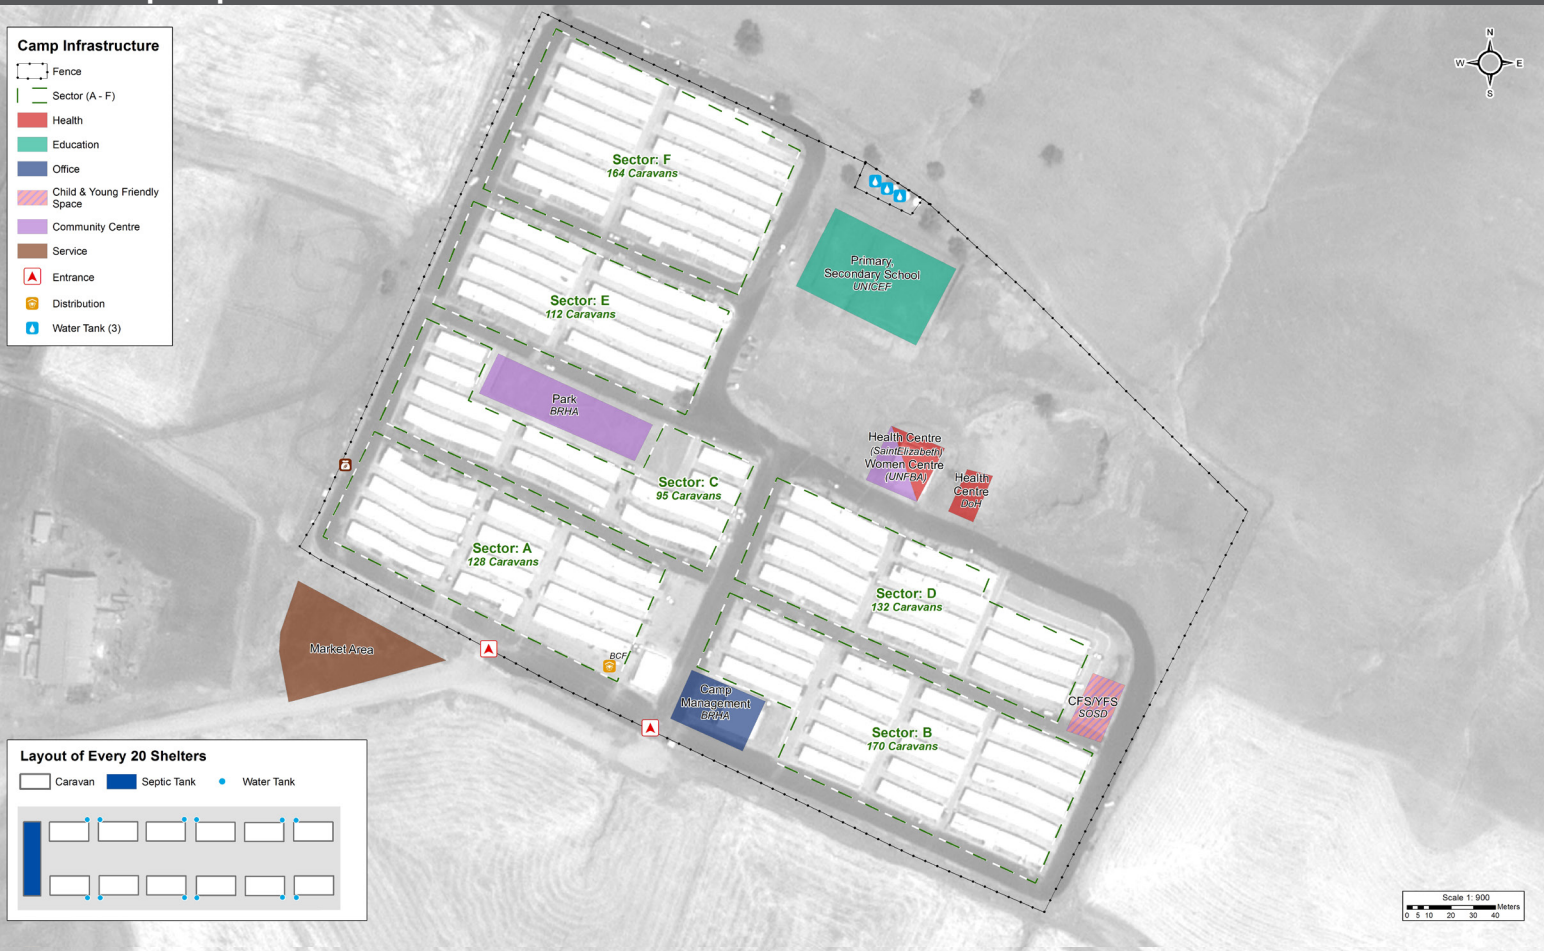 Camp Infrastructure
Fence
Sector (A - F)
Health
Education
Office
Child & Young Friendly
Space
Community Centre
Service
Entrance
Distribution
Water Tank (3)
N
W
E
S
Sector: F
164 Caravans
Primary,
Secondary School
UNICEF
Sector: E
112 Caravans
Park
BRHA
Health Centre
(SaintElizabeth)
Women Centre
(UNFBA)
Health
Centre
DoH
Sector: C
95 Caravans
Sector: A
128 Caravans
Sector: D
132 Caravans
Market Area
BCF
Camp
Management
BRHA
CFS/YFS
SOSD
Sector: B
170 Caravans
Layout of Every 20 Shelters
Caravan
Septic Tank
Water Tank
Scale 1: 900
Meters
0 5 10 20 30 40